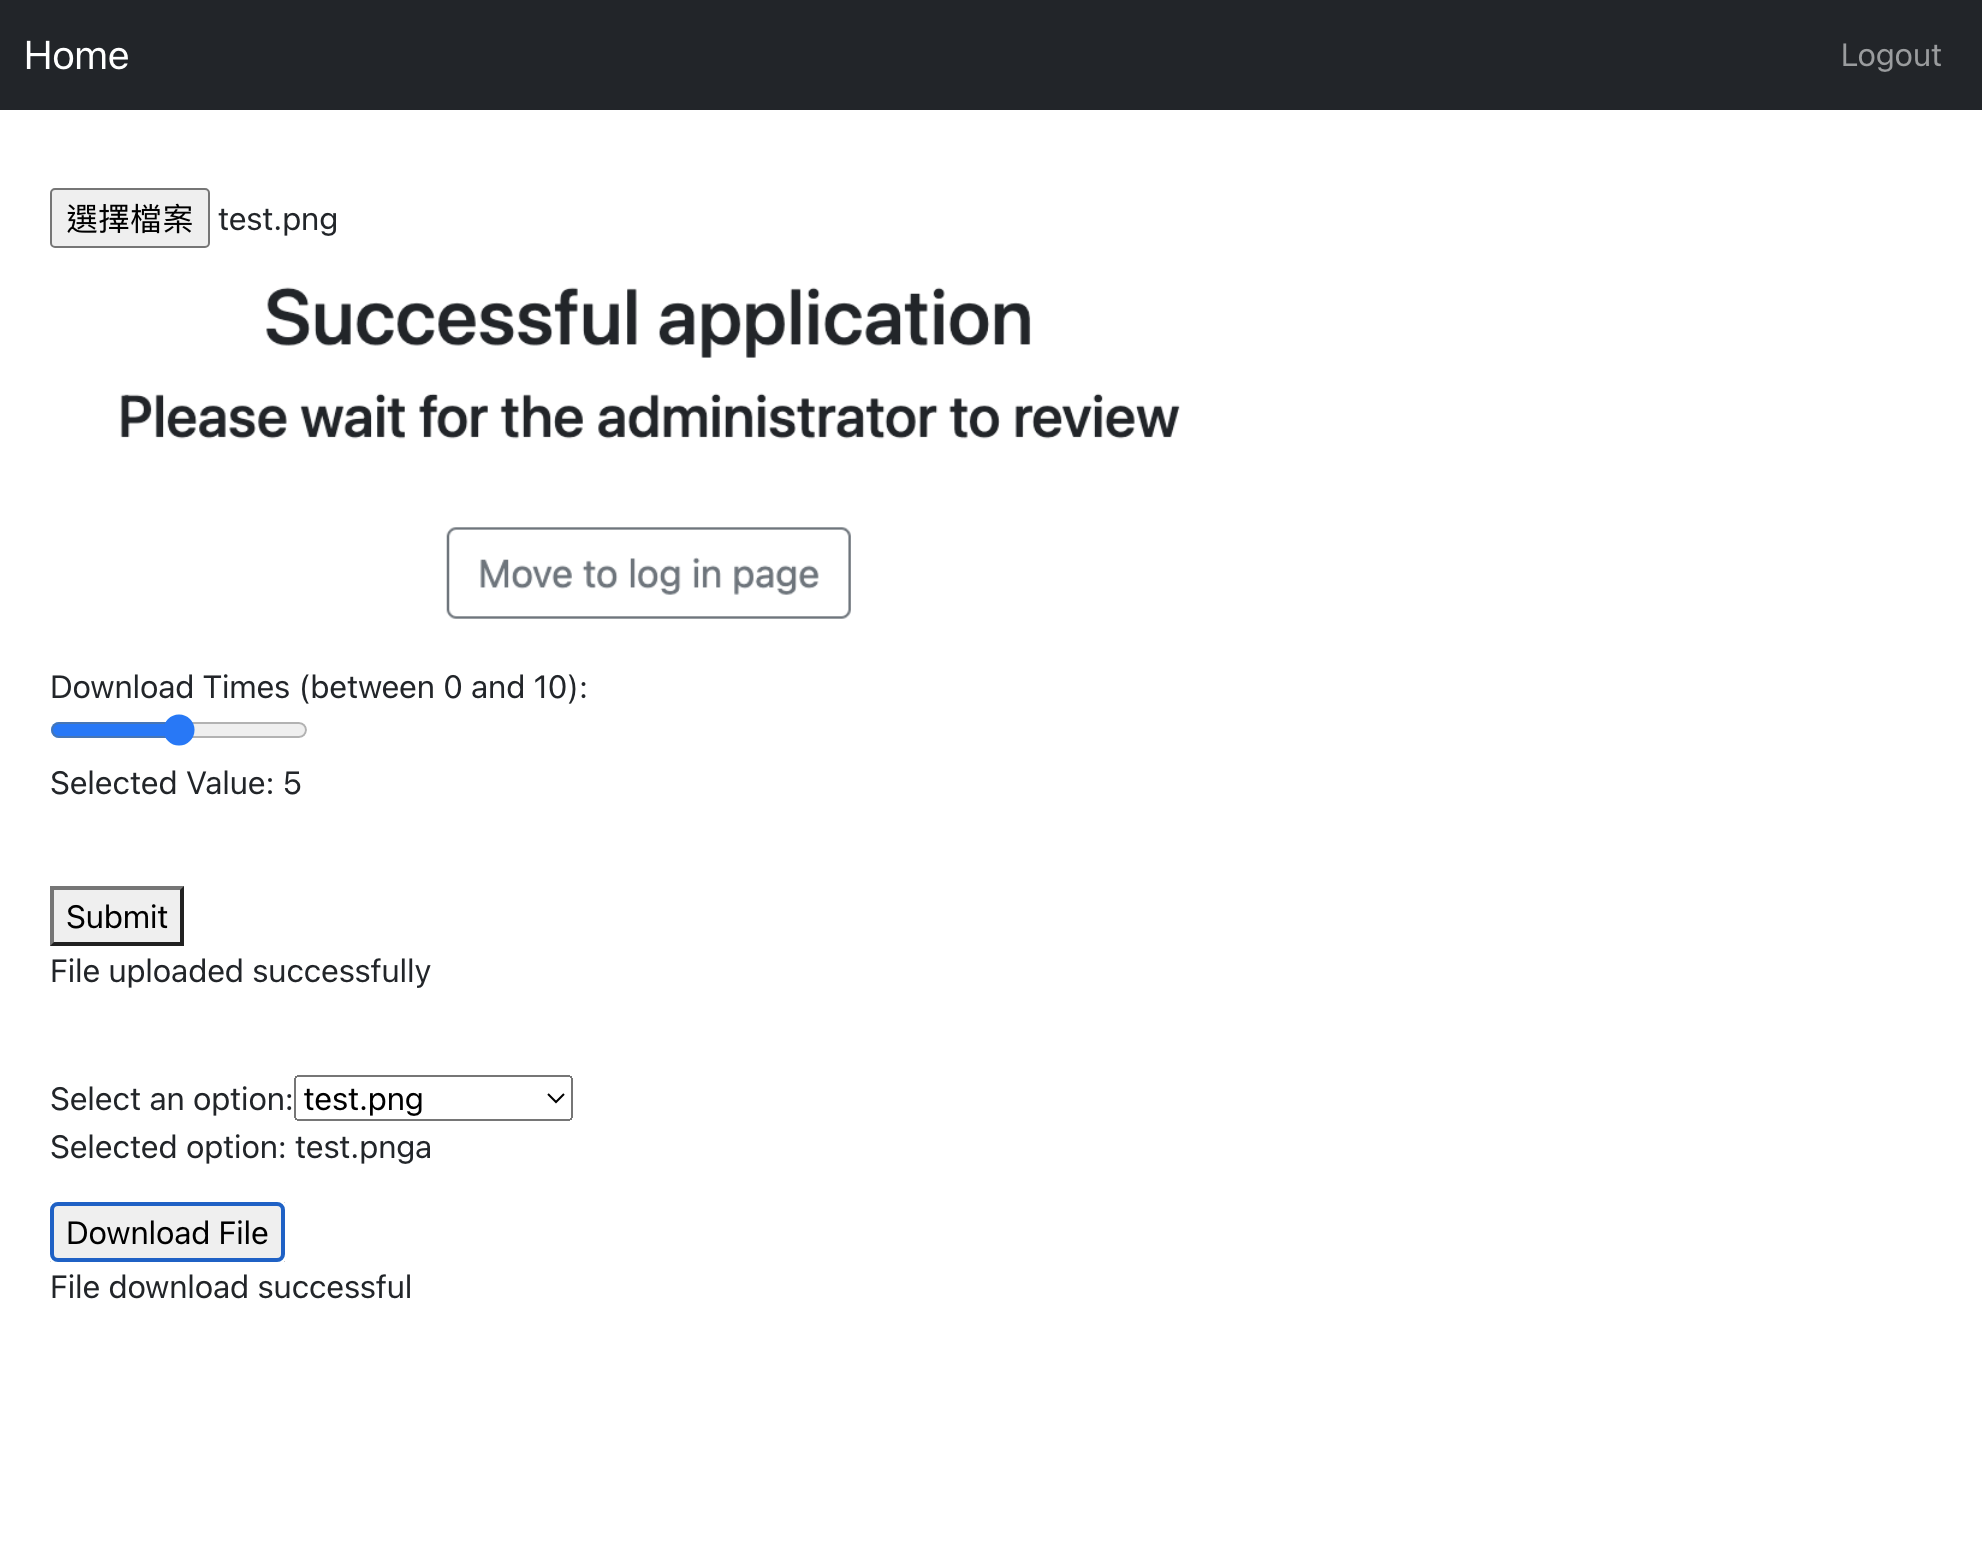 Home
Logout
選擇檔案 test.png
Successful application
Please wait for the administrator to review
Move to log in page
Download Times (between 0 and 10):
Selected Value: 5
Submit
File uploaded successfully
Select an option: test.png
Selected option: test.pnga
Download File
File download successful